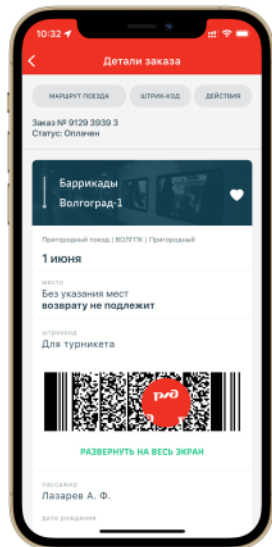 10:32
Детали заказа
МАРШРУТ ПОЕЗДА
ШТРИХ-КОД
ДЕЙСТВИЯ
Заказ № 9129 3939 3
Статус: Оплачен
Баррикады
Волгоград-1
Пригородный поезд | ВОЛГПК | Пригородный
1 июня
место
Без указания мест
возврату не подлежит
штрихкод
Для турникета
ржд
РАЗВЕРНУТЬ НА ВЕСЬ ЭКРАН
пассажир
Лазарев А. Ф.
дата рождения